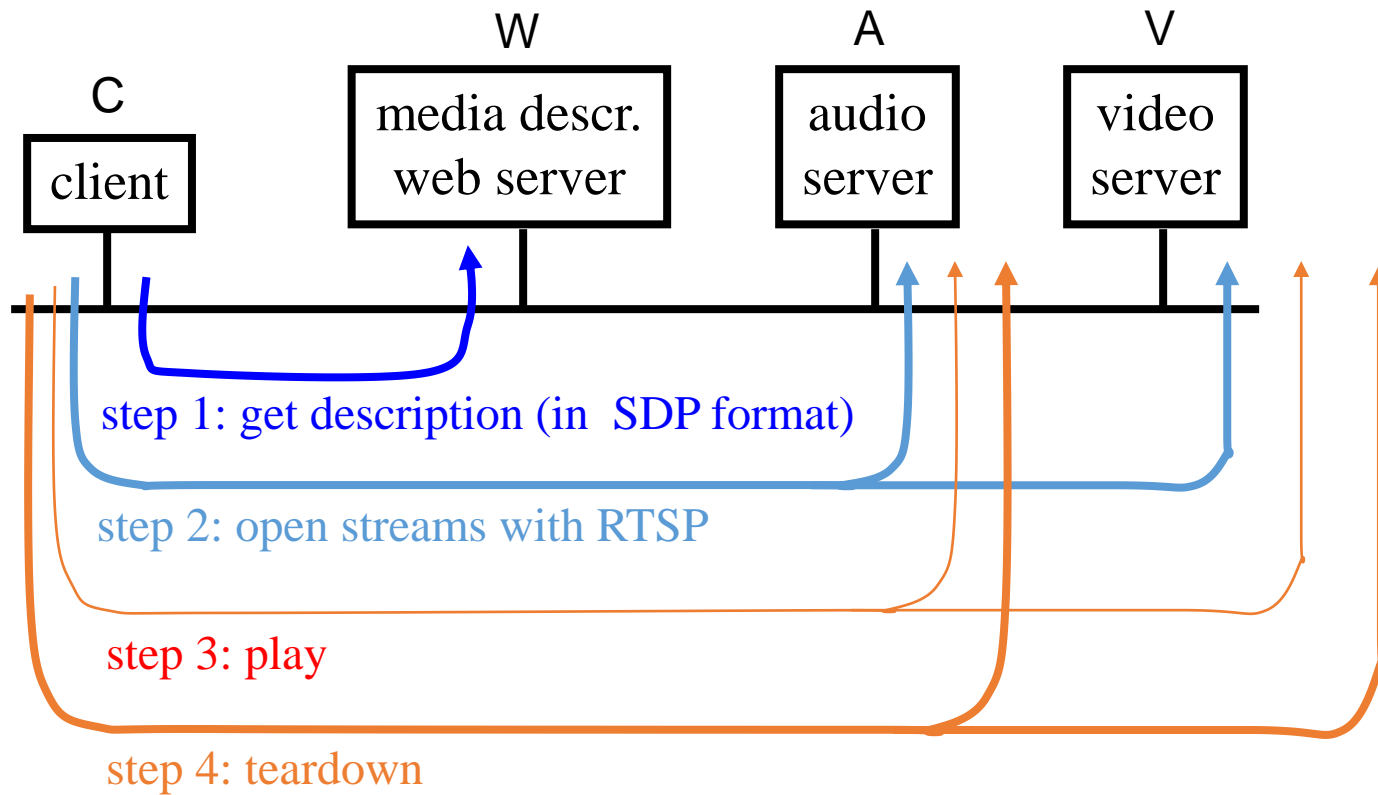 W
A
V
C
media descr.
web server
audio
server
video
server
client
step 1: get description (in SDP format)
step 2: open streams with RTSP
step 3: play
step 4: teardown